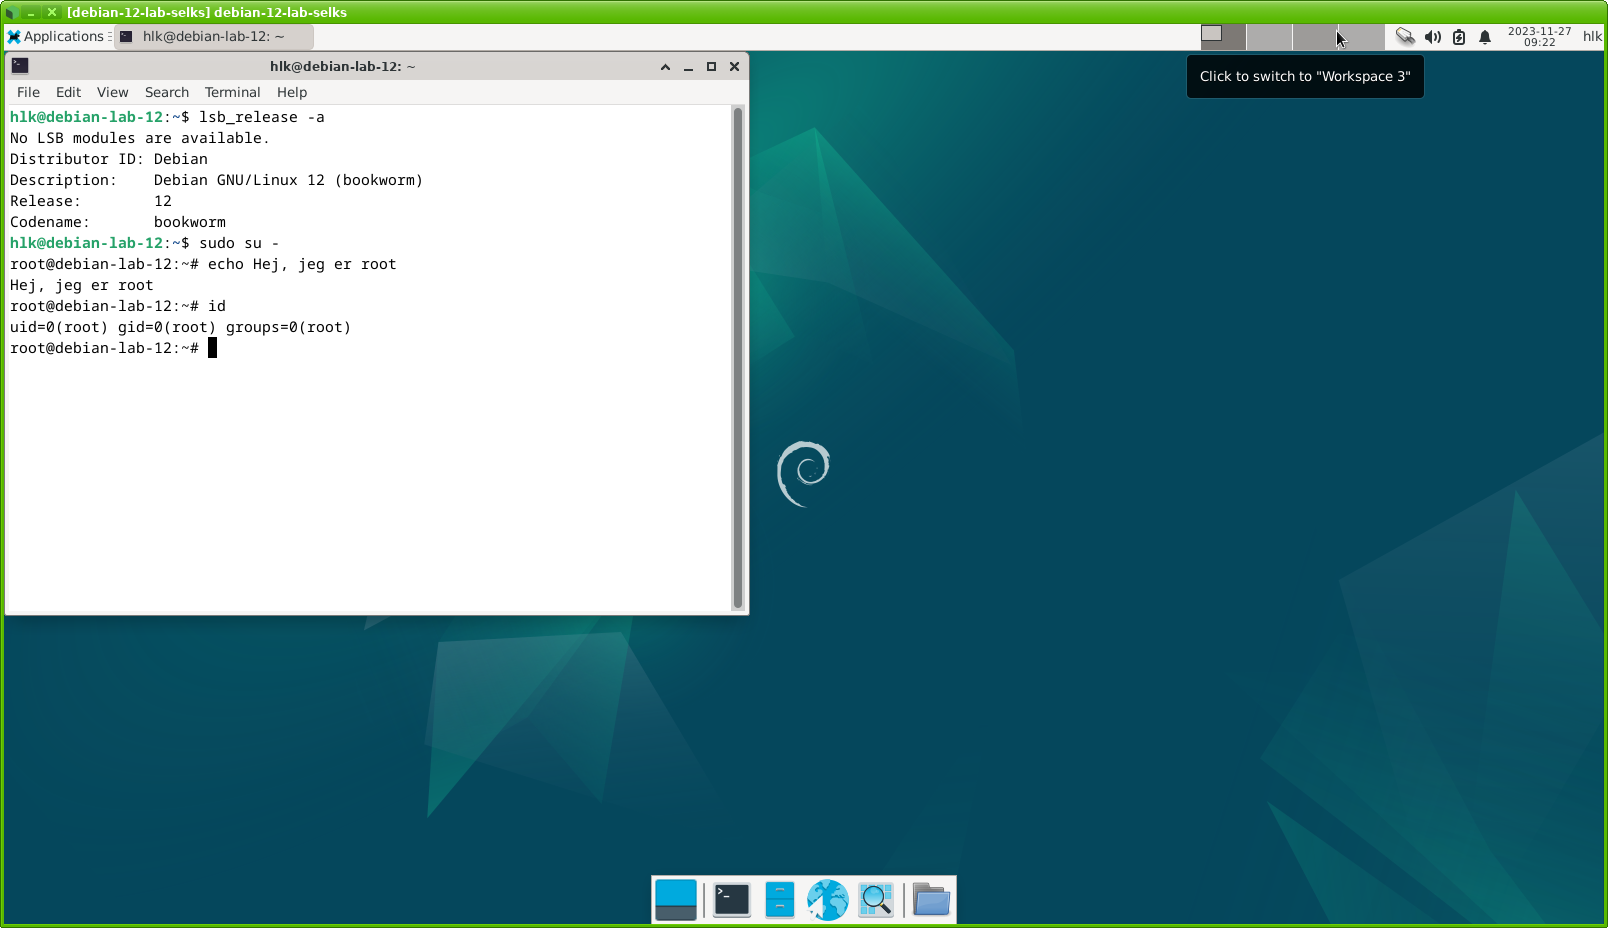 [debian-12-lab-selks] debian-12-lab-selks
Applications
hlk@debian-lab-12: ~
2023-11-27
09:22
hlk
Click to switch to "Workspace 3"
hlk@debian-lab-12: ~
File Edit View Search Terminal Help
hlk@debian-lab-12:~$ lsb_release -a
No LSB modules are available.
Distributor ID: Debian
Description:    Debian GNU/Linux 12 (bookworm)
Release:        12
Codename:       bookworm
hlk@debian-lab-12:~$ sudo su -
root@debian-lab-12:~# echo Hej, jeg er root
Hej, jeg er root
root@debian-lab-12:~# id
uid=0(root) gid=0(root) groups=0(root)
root@debian-lab-12:~#